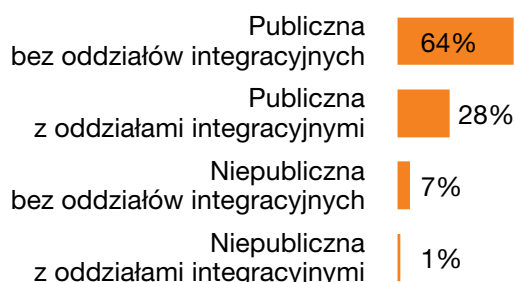 Publiczna
bez oddziałów integracyjnych
64%
Publiczna
z oddziałami integracyjnymi
28%
Niepubliczna
bez oddziałów integracyjnych
7%
Niepubliczna
z oddziałami integracyjnymi
1%